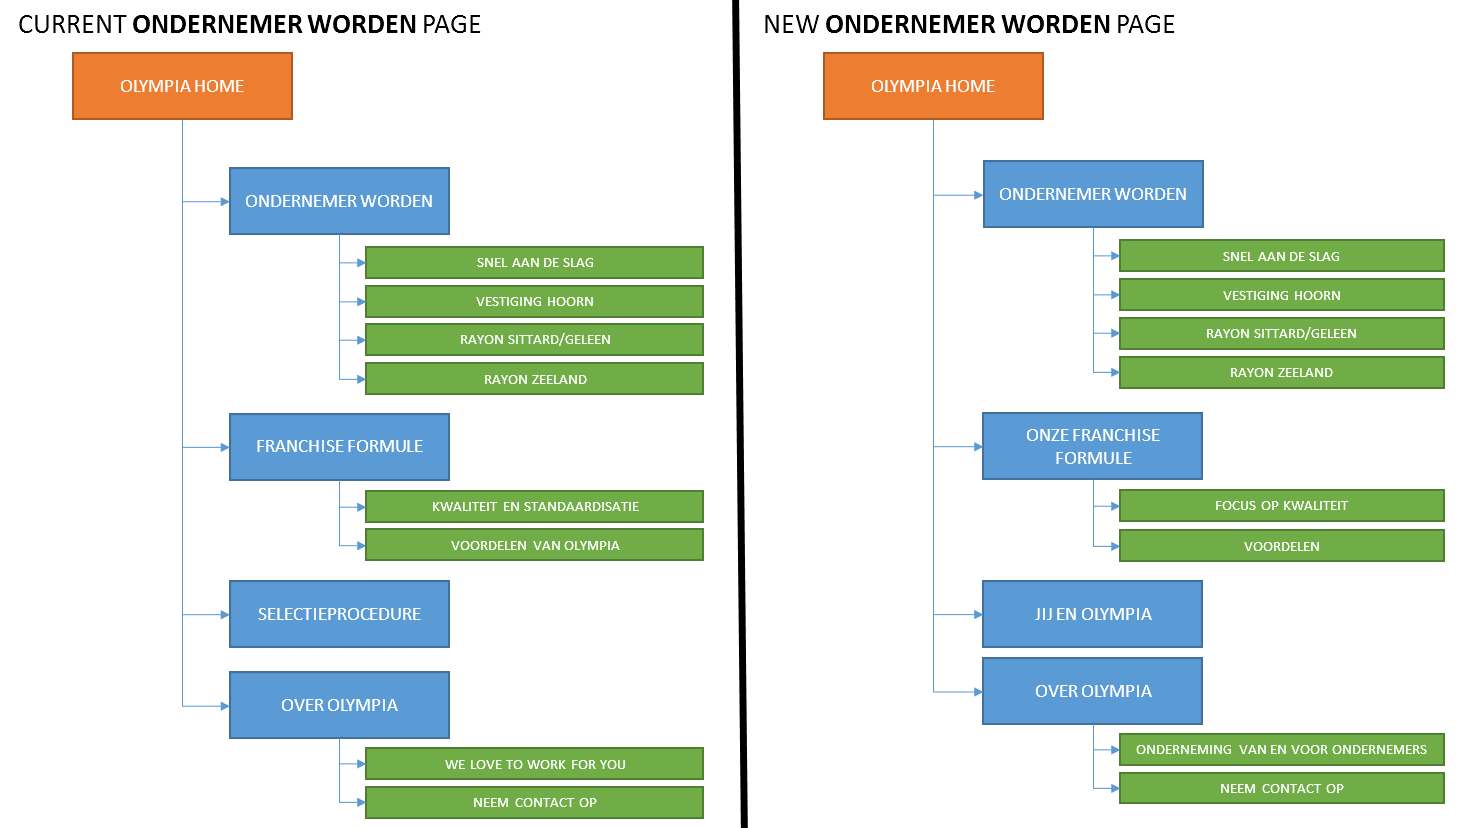 CURRENT ONDERNEMER WORDEN PAGE
OLYMPIA HOME
ONDERNEMER WORDEN
SNEL AAN DE SLAG
VESTIGING HOORN
RAYON SITTARD/GELEEN
RAYON ZEELAND
FRANCHISE FORMULE
KWALITEIT EN STANDAARDISATIE
VOORDELEN VAN OLYMPIA
SELECTIEPROCEDURE
OVER OLYMPIA
WE LOVE TO WORK FOR YOU
NEEM CONTACT OP
NEW ONDERNEMER WORDEN PAGE
OLYMPIA HOME
ONDERNEMER WORDEN
SNEL AAN DE SLAG
VESTIGING HOORN
RAYON SITTARD/GELEEN
RAYON ZEELAND
ONZE FRANCHISE
FORMULE
FOCUS OP KWALITEIT
VOORDELEN
JIJ EN OLYMPIA
OVER OLYMPIA
ONDERNEMING VAN EN VOOR ONDERNEMERS
NEEM CONTACT OP